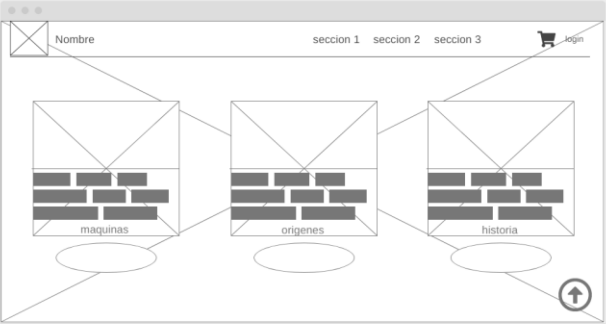 Nombre seccion 1 seccion 2 seccion 3 login
maquinas origenes historia